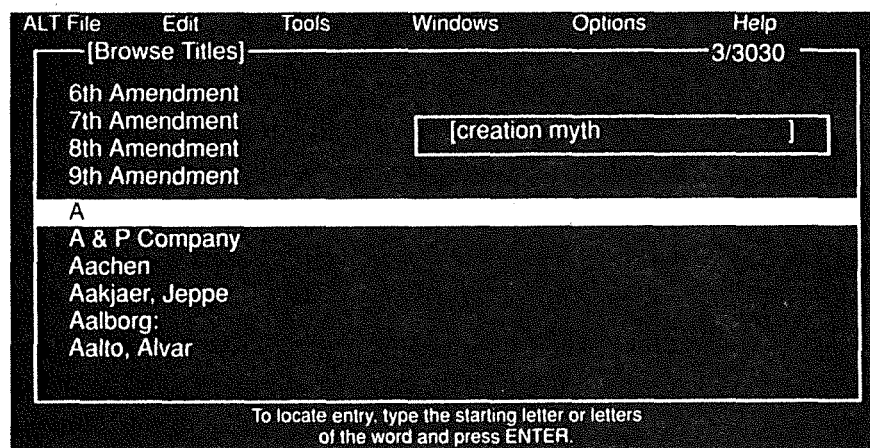 ALT File Edit Tools Windows Options Help
[Browse Titles] 3/3030
6th Amendment
7th Amendment
8th Amendment
9th Amendment
[creation myth ]
A
A & P Company
Aachen
Aakjaer, Jeppe
Aalborg:
Aalto, Alvar
To locate entry, type the starting letter or letters
of the word and press ENTER.